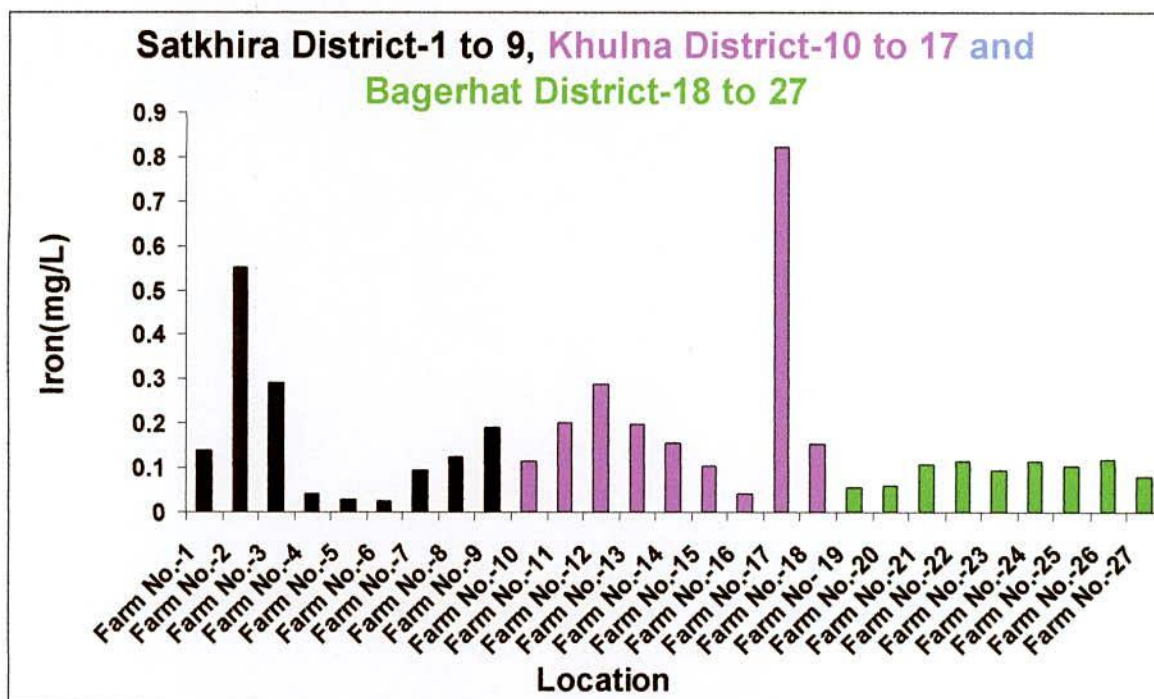 Satkhira District-1 to 9, Khulna District-10 to 17 and
Bagerhat District-18 to 27
Iron(mg/L)
0.9
0.8
0.7
0.6
0.5
0.4
0.3
0.2
0.1
0
Farm No.-1
Farm No.-2
Farm No.-3
Farm No.-4
Farm No.-5
Farm No.-6
Farm No.-7
Farm No.-8
Farm No.-9
Farm No.-10
Farm No.-11
Farm No.-12
Farm No.-13
Farm No.-14
Farm No.-15
Farm No.-16
Farm No.-17
Farm No.-18
Farm No.- 19
Farm No.-20
Farm No.-21
Farm No.-22
Farm No.-23
Farm No.-24
Farm No.-25
Farm No.-26
Farm No.-27
Location